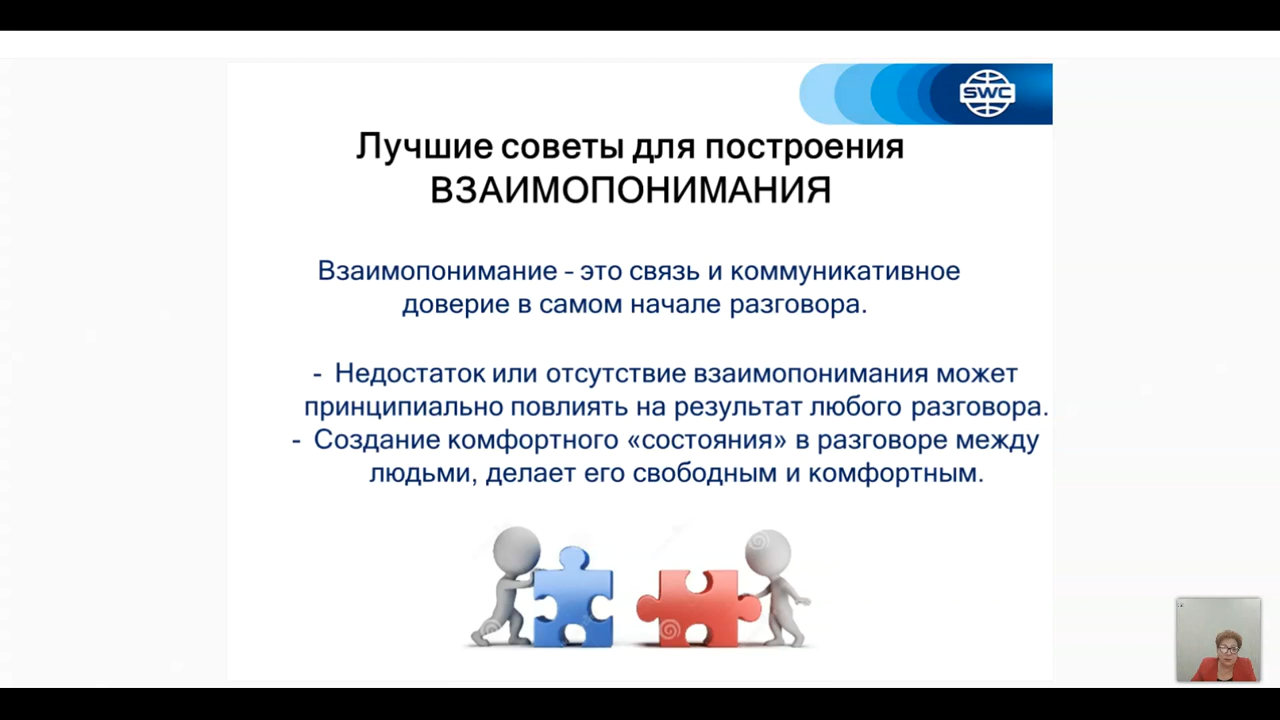 SWC
Лучшие советы для построения
ВЗАИМОПОНИМАНИЯ
Взаимопонимание - это связь и коммуникативное
доверие в самом начале разговора.
- Недостаток или отсутствие взаимопонимания может
принципиально повлиять на результат любого разговора.
- Создание комфортного «состояния» в разговоре между
людьми, делает его свободным и комфортным.